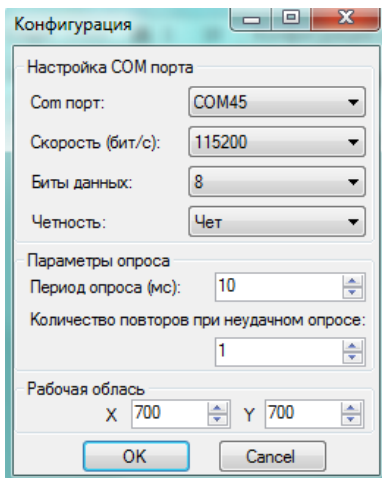 Конфигурация
Настройка COM порта
Com порт: COM45
Скорость (бит/с): 115200
Биты данных: 8
Четность: Чет
Параметры опроса
Период опроса (мс): 10
Количество повторов при неудачном опросе:
1
Рабочая обласъ
X 700 Y 700
OK Cancel